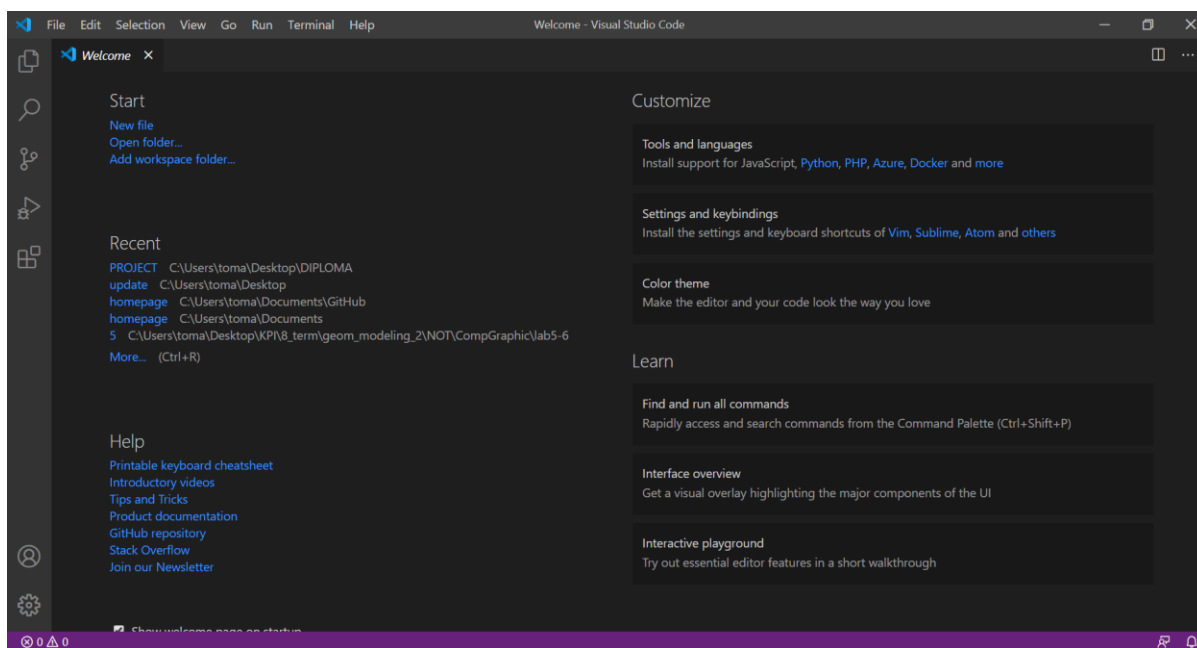 File Edit Selection View Go Run Terminal Help
Welcome - Visual Studio Code
Welcome
Start
New file
Open folder...
Add workspace folder...
Recent
PROJECT C:\Users\toma\Desktop\DIPLOMA
update C:\Users\toma\Desktop
homepage C:\Users\toma\Documents\GitHub
homepage C:\Users\toma\Documents
5 C:\Users\toma\Desktop\KPI\8_term\geom_modeling_2\NOT\CompGraphic\lab5-6
More... (Ctrl+R)
Help
Printable keyboard cheatsheet
Introductory videos
Tips and Tricks
Product documentation
GitHub repository
Stack Overflow
Join our Newsletter
Show welcome page on startup
Customize
Tools and languages
Install support for JavaScript, Python, PHP, Azure, Docker and more
Settings and keybindings
Install the settings and keyboard shortcuts of Vim, Sublime, Atom and others
Color theme
Make the editor and your code look the way you love
Learn
Find and run all commands
Rapidly access and search commands from the Command Palette (Ctrl+Shift+P)
Interface overview
Get a visual overlay highlighting the major components of the UI
Interactive playground
Try out essential editor features in a short walkthrough
0 0